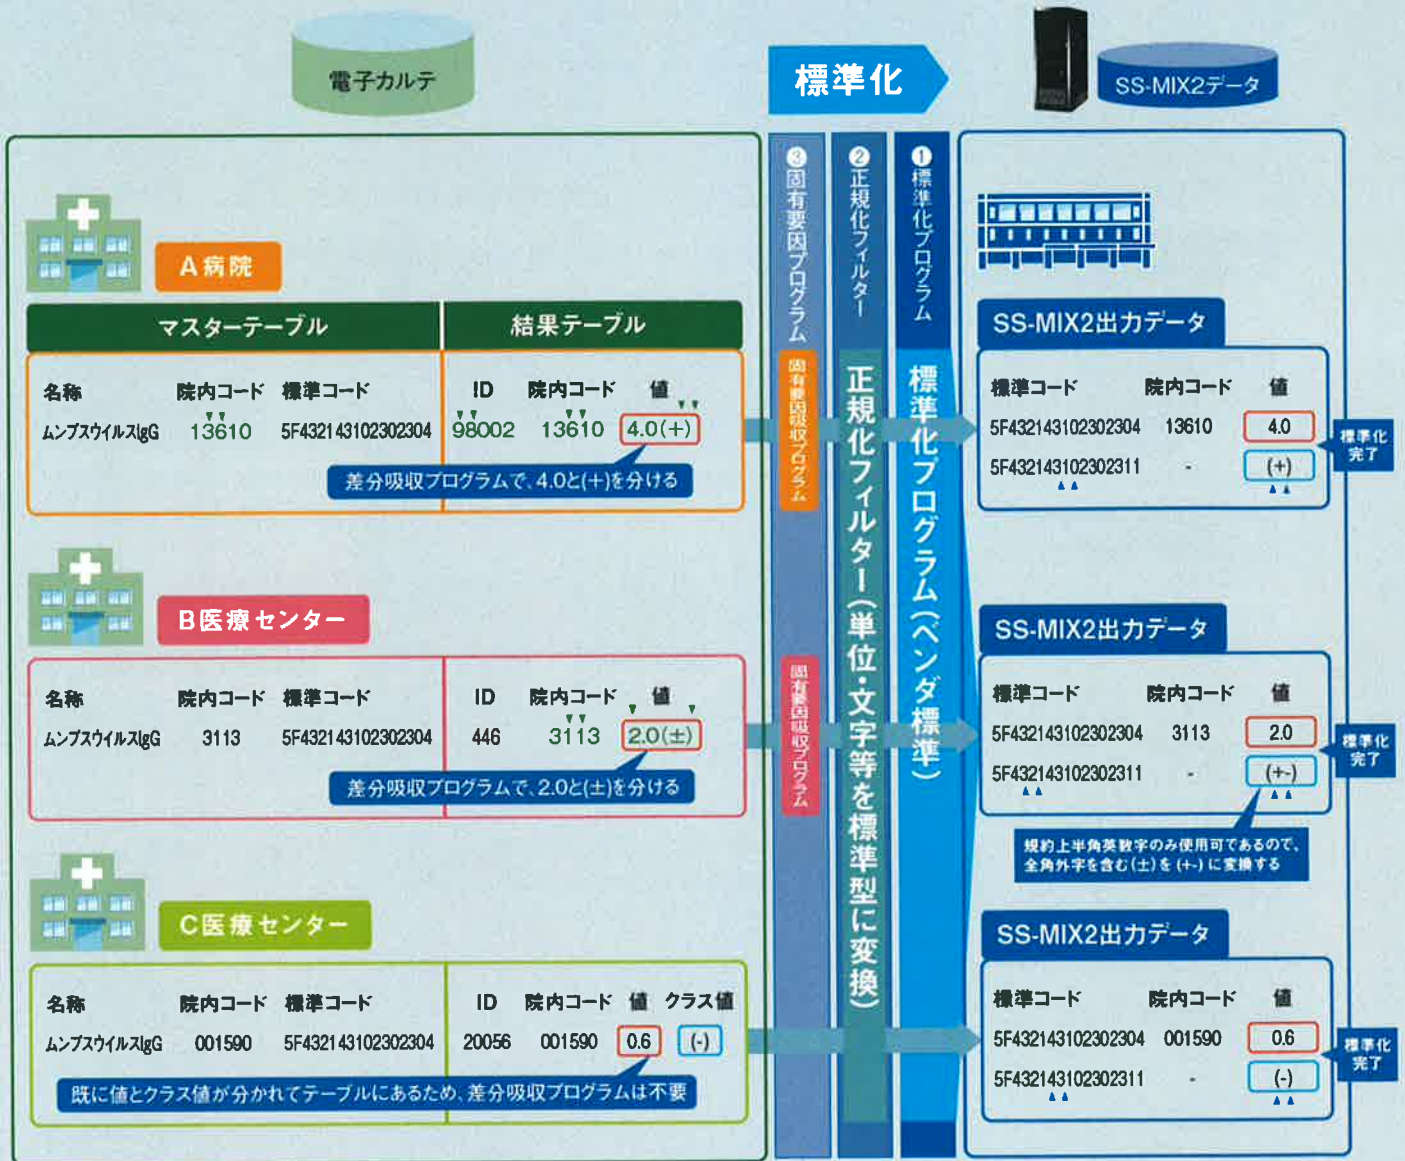 電子カルテ
標準化
SS-MIX2データ
❸固有要因プログラム
❷正規化フィルター
❶標準化プログラム
固有要因吸収プログラム
固有要因吸収プログラム
正規化フィルター(単位・文字等を標準型に変換)
標準化プログラム(ベンダ標準)
A病院
マスターテーブル 結果テーブル
名称 院内コード 標準コード ID 院内コード 値
ムンプスウイルスIgG 13610 5F432143102302304 98002 13610 4.0(+)
差分吸収プログラムで、4.0と(+)を分ける
SS-MIX2出力データ
標準コード 院内コード 値
5F432143102302304 13610 4.0
5F432143102302311 - (+)
標準化
完了
B医療センター
名称 院内コード 標準コード ID 院内コード 値
ムンプスウイルスIgG 3113 5F432143102302304 446 3113 2.0(±)
差分吸収プログラムで、2.0と(±)を分ける
SS-MIX2出力データ
標準コード 院内コード 値
5F432143102302304 3113 2.0
5F432143102302311 - (+-)
標準化
完了
規約上半角英数字のみ使用可であるので、
全角外字を含む(±)を(+-)に変換する
C医療センター
名称 院内コード 標準コード ID 院内コード 値 クラス値
ムンプスウイルスIgG 001590 5F432143102302304 20056 001590 0.6 (-)
既に値とクラス値が分かれてテーブルにあるため、差分吸収プログラムは不要
SS-MIX2出力データ
標準コード 院内コード 値
5F432143102302304 001590 0.6
5F432143102302311 - (-)
標準化
完了